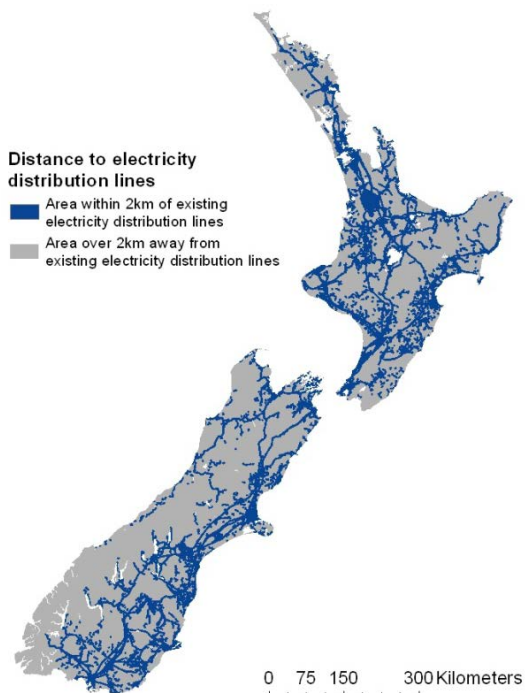 Distance to electricity
distribution lines
Area within 2km of existing
electricity distribution lines
Area over 2km away from
existing electricity distribution lines
0 75 150 300 Kilometers